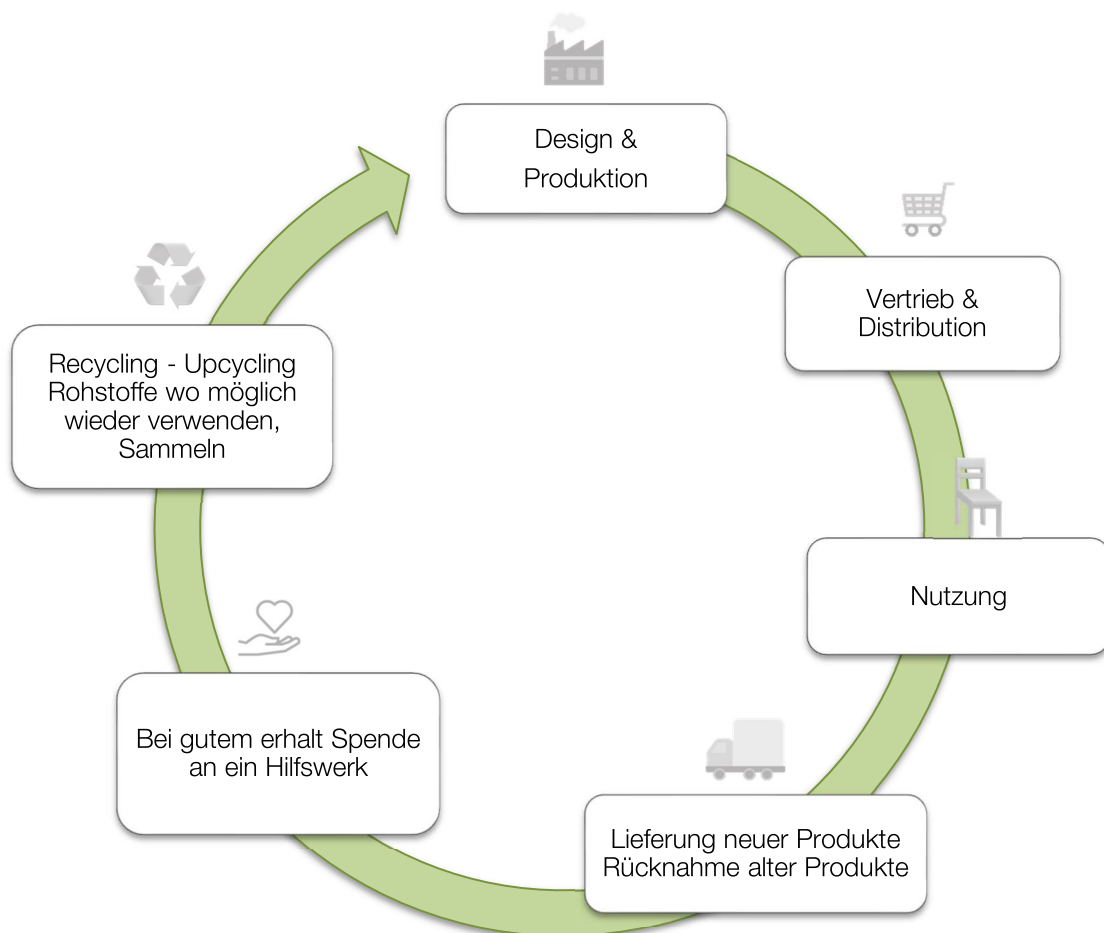 Design &
Produktion
Vertrieb &
Distribution
Nutzung
Lieferung neuer Produkte
Rücknahme alter Produkte
Bei gutem erhalt Spende
an ein Hilfswerk
Recycling - Upcycling
Rohstoffe wo möglich
wieder verwenden,
Sammeln